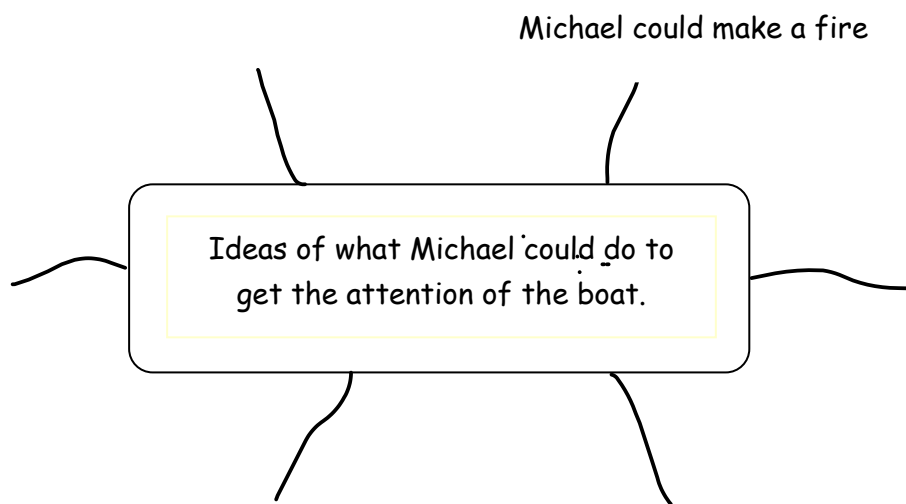 Michael could make a fire
Ideas of what Michael could do to
get the attention of the boat.